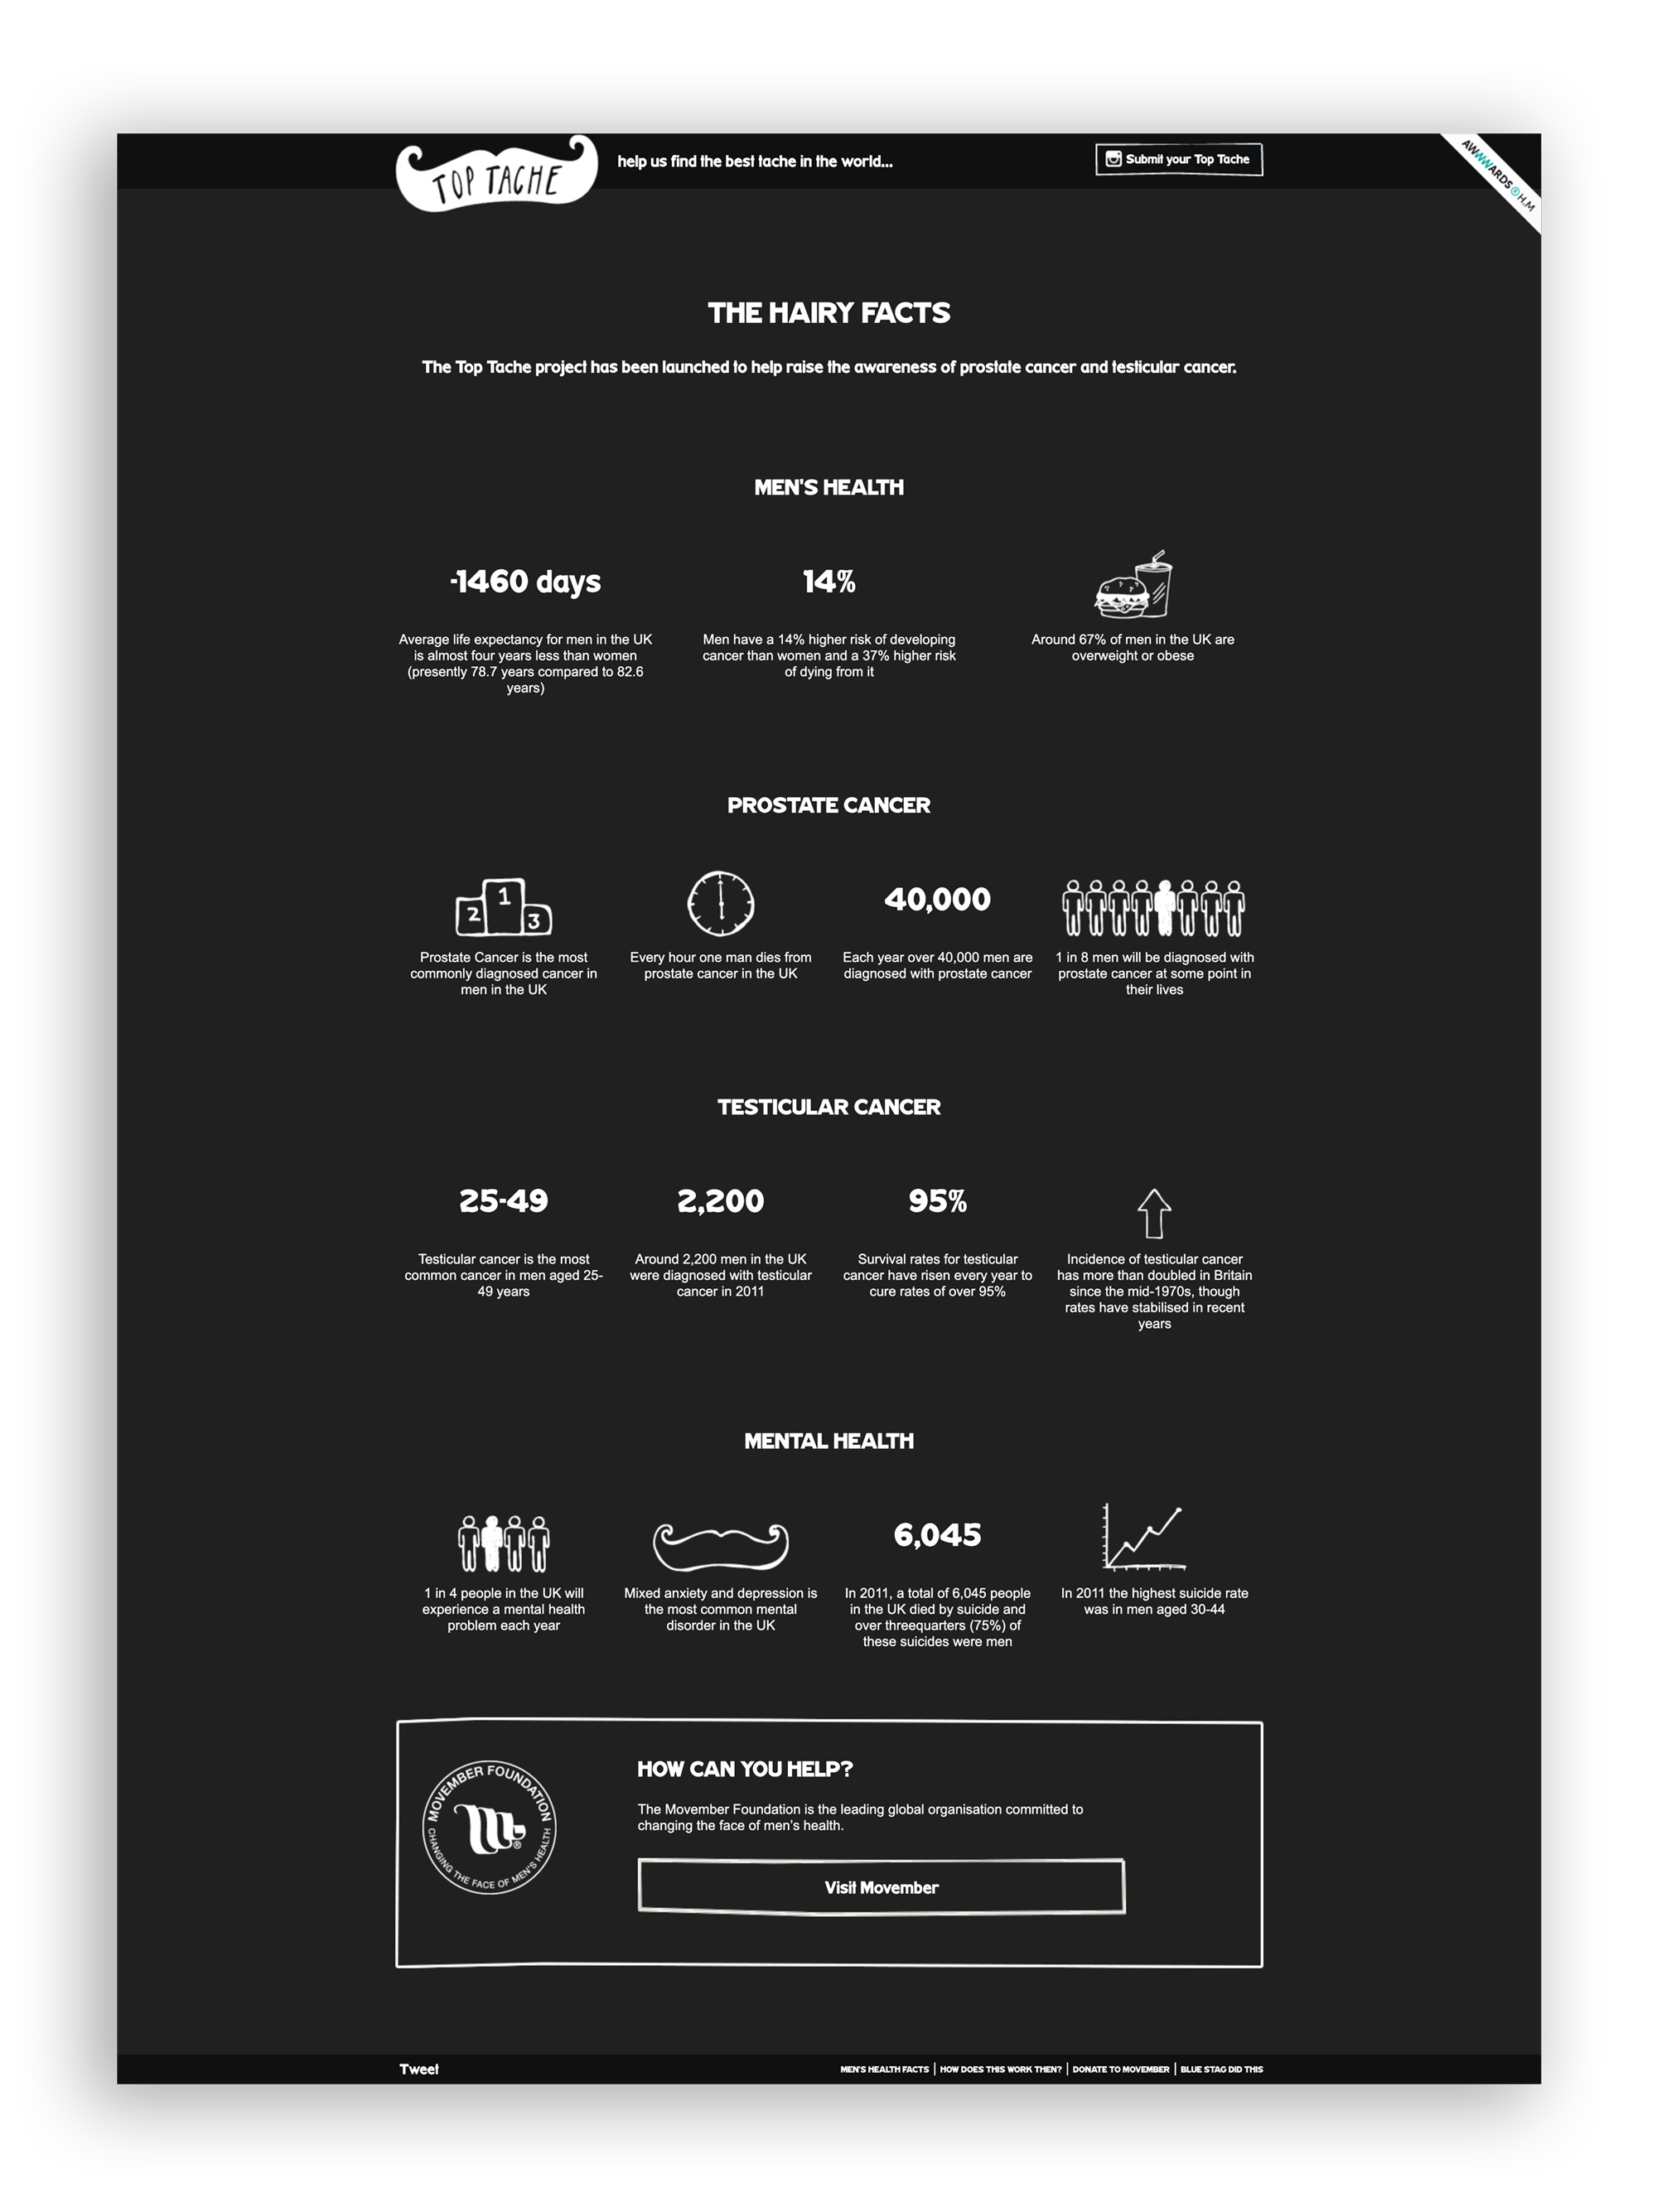 TOP TACHE
help us find the best tache in the world...
Submit your Top Tache
AWWWARDS H.M
THE HAIRY FACTS
The Top Tache project has been launched to help raise the awareness of prostate cancer and testicular cancer.
MEN'S HEALTH
-1460 days
Average life expectancy for men in the UK
is almost four years less than women
(presently 78.7 years compared to 82.6
years)
14%
Men have a 14% higher risk of developing
cancer than women and a 37% higher risk
of dying from it
Around 67% of men in the UK are
overweight or obese
PROSTATE CANCER
2 1 3
Prostate Cancer is the most
commonly diagnosed cancer in
men in the UK
Every hour one man dies from
prostate cancer in the UK
40,000
Each year over 40,000 men are
diagnosed with prostate cancer
1 in 8 men will be diagnosed with
prostate cancer at some point in
their lives
TESTICULAR CANCER
25-49
Testicular cancer is the most
common cancer in men aged 25-
49 years
2,200
Around 2,200 men in the UK
were diagnosed with testicular
cancer in 2011
95%
Survival rates for testicular
cancer have risen every year to
cure rates of over 95%
Incidence of testicular cancer
has more than doubled in Britain
since the mid-1970s, though
rates have stabilised in recent
years
MENTAL HEALTH
1 in 4 people in the UK will
experience a mental health
problem each year
Mixed anxiety and depression is
the most common mental
disorder in the UK
6,045
In 2011, a total of 6,045 people
in the UK died by suicide and
over threequarters (75%) of
these suicides were men
In 2011 the highest suicide rate
was in men aged 30-44
MOVEMBER FOUNDATION
M®
CHANGING THE FACE OF MEN'S HEALTH
HOW CAN YOU HELP?
The Movember Foundation is the leading global organisation committed to
changing the face of men's health.
Visit Movember
Tweet
MEN'S HEALTH FACTS | HOW DOES THIS WORK THEN? | DONATE TO MOVEMBER | BLUE STAG DID THIS